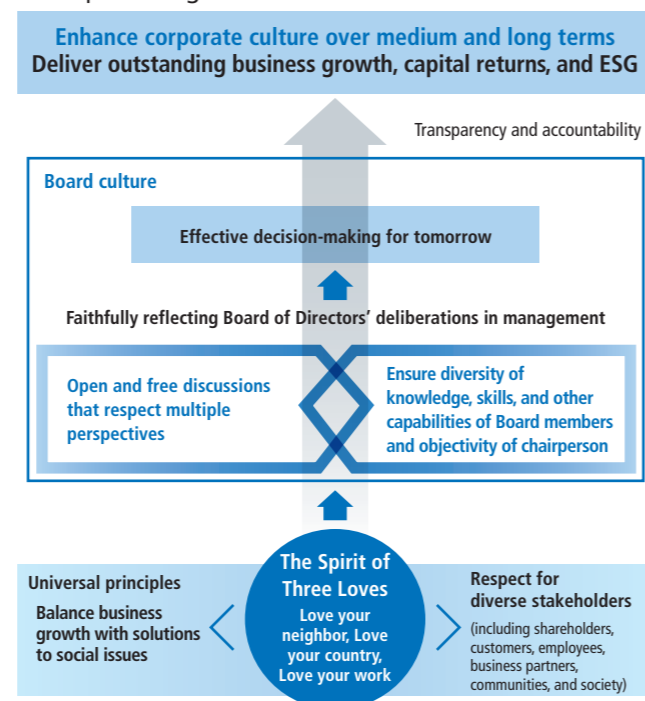 Enhance corporate culture over medium and long terms
Deliver outstanding business growth, capital returns, and ESG
Transparency and accountability
Board culture
Effective decision-making for tomorrow
Faithfully reflecting Board of Directors' deliberations in management
Open and free discussions
that respect multiple
perspectives
Ensure diversity of
knowledge, skills, and other
capabilities of Board members
and objectivity of chairperson
Universal principles
Balance business
growth with solutions
to social issues
The Spirit of
Three Loves
Love your
neighbor, Love
your country,
Love your work
Respect for
diverse stakeholders
(including shareholders,
customers, employees,
business partners,
communities, and society)